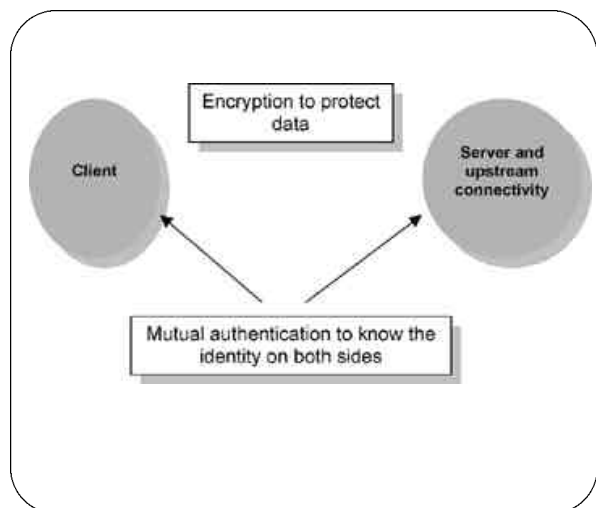 Encryption to protect
data
Client
Server and
upstream
connectivity
Mutual authentication to know the
identity on both sides